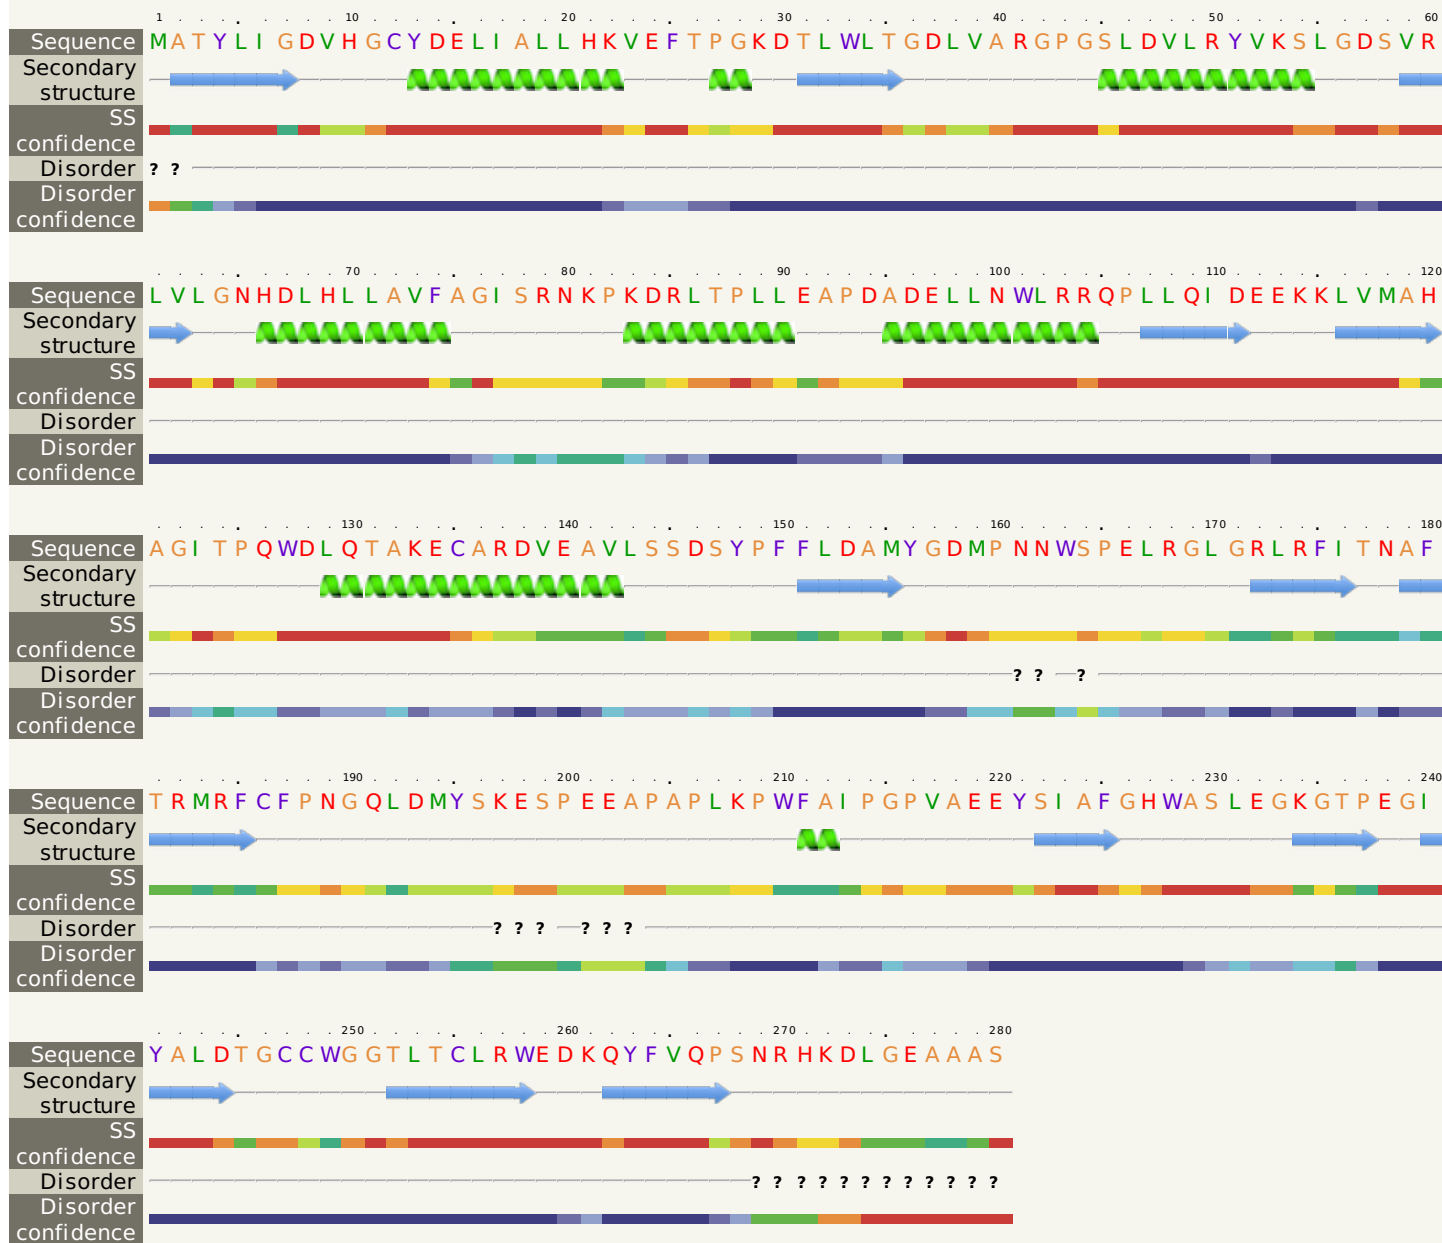 1 . . . . 10 . . . . 20 . . . . 30 . . . . 40 . . . . 50 . . . . 60
Sequence MATYLIGDVHGCYDELIALLHKVEFTPGKDTLWLTGDLVARGPGSLDVLRYVKSLGDSVR
Secondary
structure
SS
confidence
Disorder ? ?
Disorder
confidence
. . . . 70 . . . . 80 . . . . 90 . . . . 100 . . . . 110 . . . . 120
Sequence LVLGNHDLHLLAVFAGISRNKPKDRLTPLLEAPDADELLNWLRRQPLLQIDEEKKLVMAH
Secondary
structure
SS
confidence
Disorder
Disorder
confidence
. . . . 130 . . . . 140 . . . . 150 . . . . 160 . . . . 170 . . . . 180
Sequence AGITPQWDLQTAKECARDVEAVLSSDSYPFFLDAMYGDMPNNWSPELRGLGRLRFITNAF
Secondary
structure
SS
confidence
Disorder ? ? ?
Disorder
confidence
. . . . 190 . . . . 200 . . . . 210 . . . . 220 . . . . 230 . . . . 240
Sequence TRMRFCFPNGQLDMYSKESPEEAPAPLKPWFAIPGPVAEEYSIAFGHWASLEGKGTPEGI
Secondary
structure
SS
confidence
Disorder ? ? ? ? ? ?
Disorder
confidence
. . . . 250 . . . . 260 . . . . 270 . . . . 280
Sequence YALDTGCCWGGTLTCLRWEDKQYFVQPSNRHKDLGEAAAS
Secondary
structure
SS
confidence
Disorder ? ? ? ? ? ? ? ? ? ? ? ?
Disorder
confidence